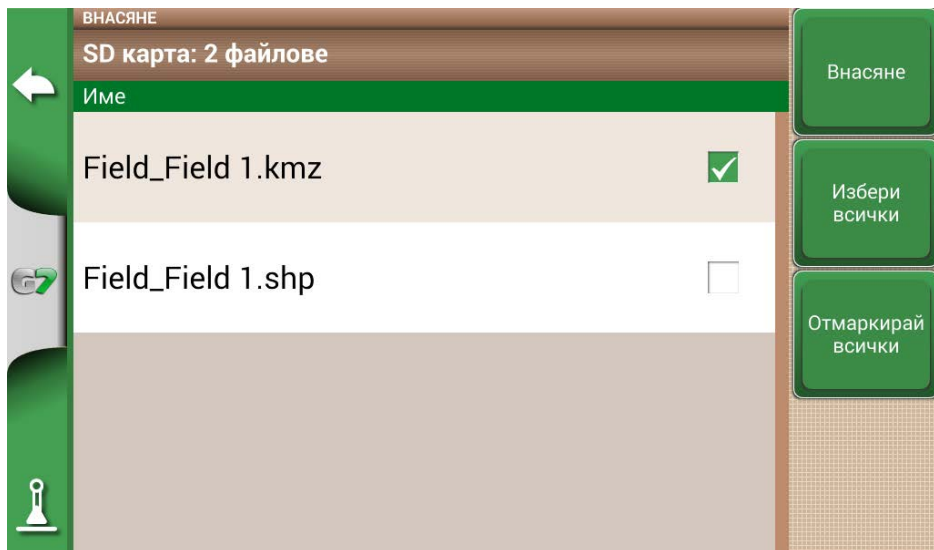 ВНАСЯНЕ
SD карта: 2 файлове
Име
Field_Field 1.kmz
Field_Field 1.shp
G7
Внасяне
Избери
всички
Отмаркирай
всички